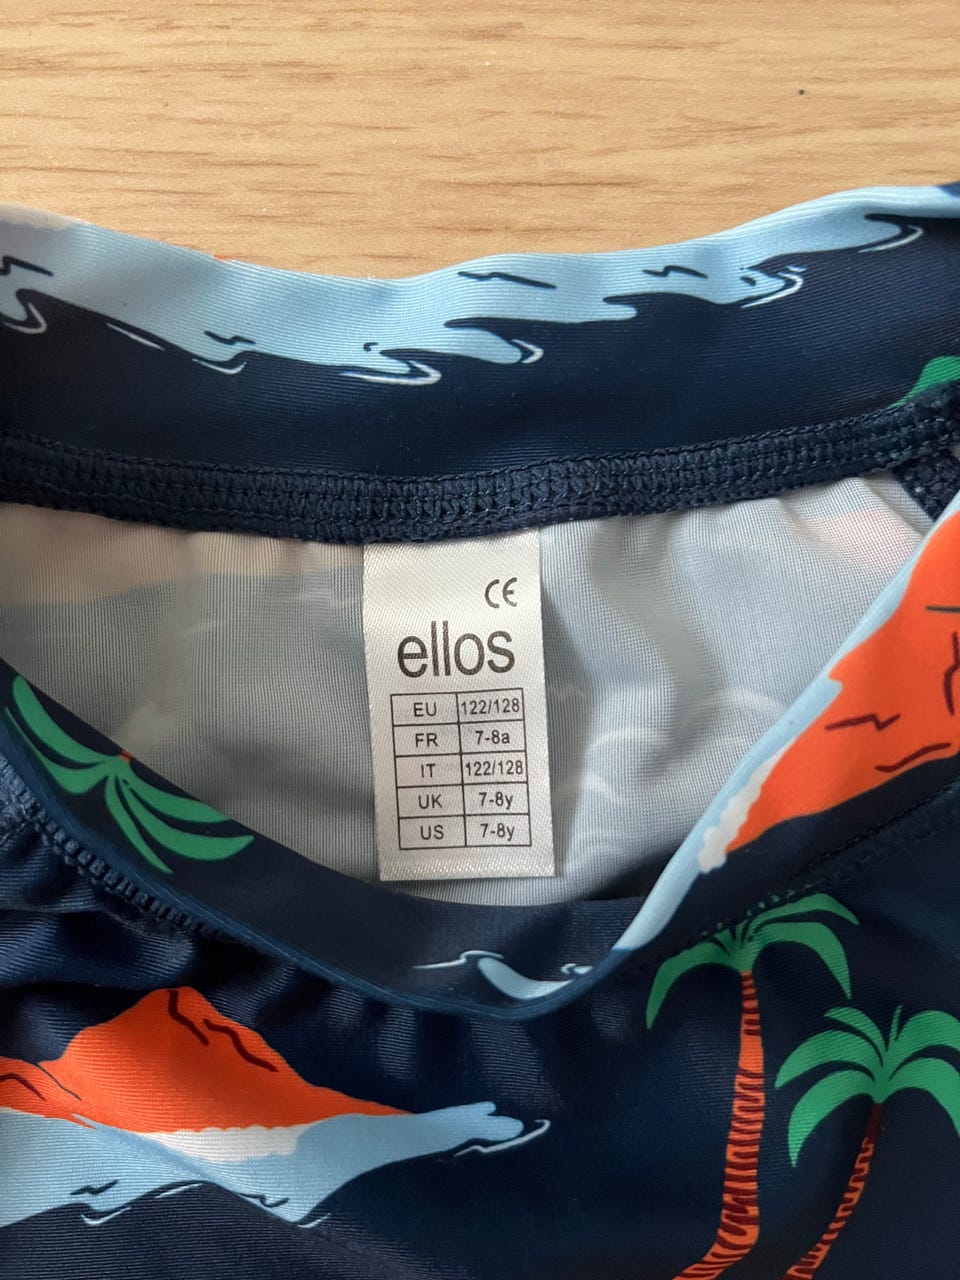 CE
ellos
EU 122/128
FR 7-8a
IT 122/128
UK 7-8y
US 7-8y